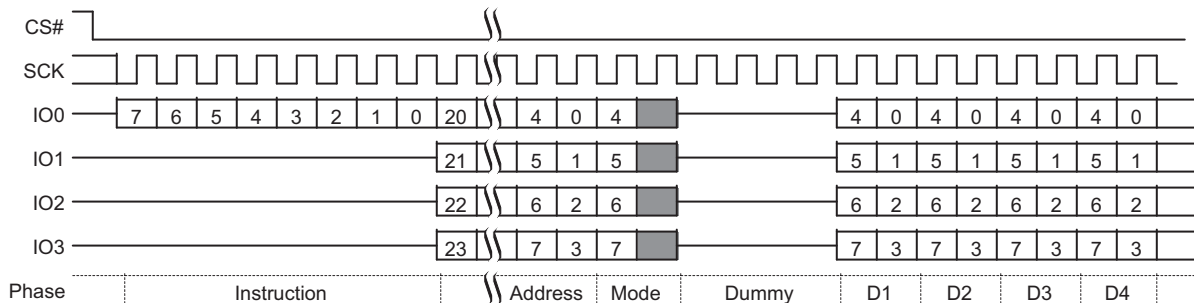 CS#
SCK
IO0 7 6 5 4 3 2 1 0 20 4 0 4 4 0 4 0 4 0 4 0
IO1 21 5 1 5 5 1 5 1 5 1 5 1
IO2 22 6 2 6 6 2 6 2 6 2 6 2
IO3 23 7 3 7 7 3 7 3 7 3 7 3
Phase Instruction Address Mode Dummy D1 D2 D3 D4